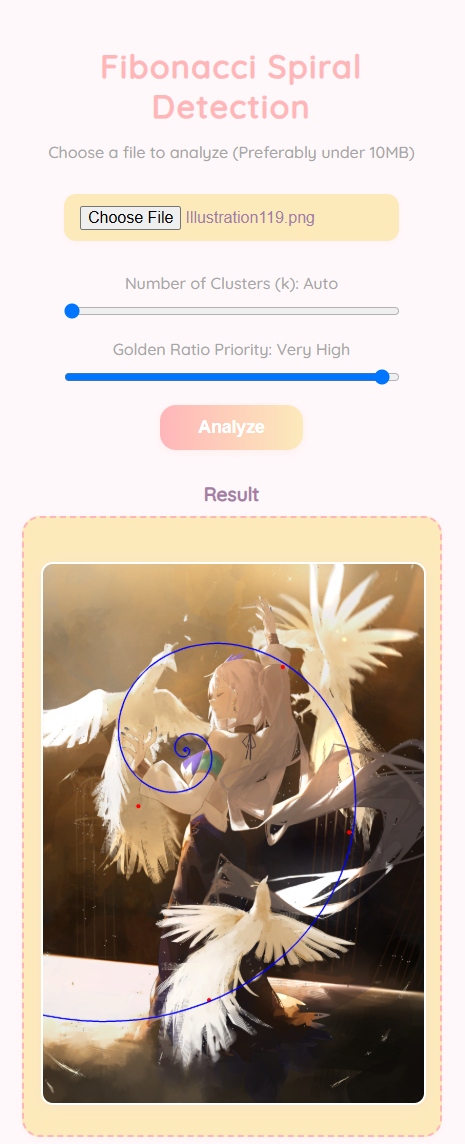 Fibonacci Spiral
Detection
Choose a file to analyze (Preferably under 10MB)
Choose File Illustration119.png
Number of Clusters (k): Auto
Golden Ratio Priority: Very High
Analyze
Result